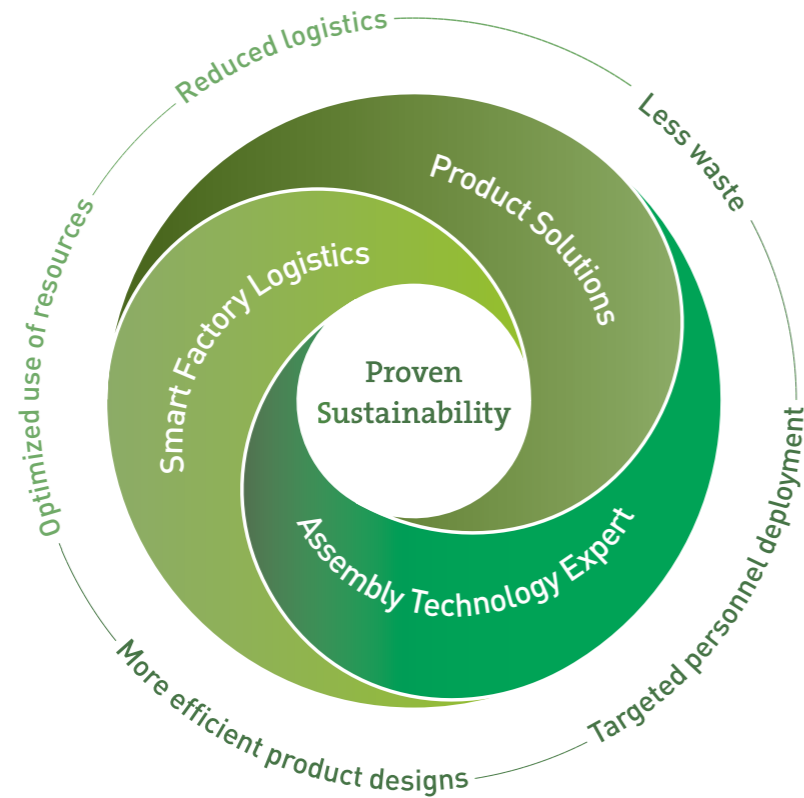 Reduced logistics
Less waste
Targeted personnel deployment
More efficient product designs
Optimized use of resources
Product Solutions
Smart Factory Logistics
Assembly Technology Expert
Proven
Sustainability